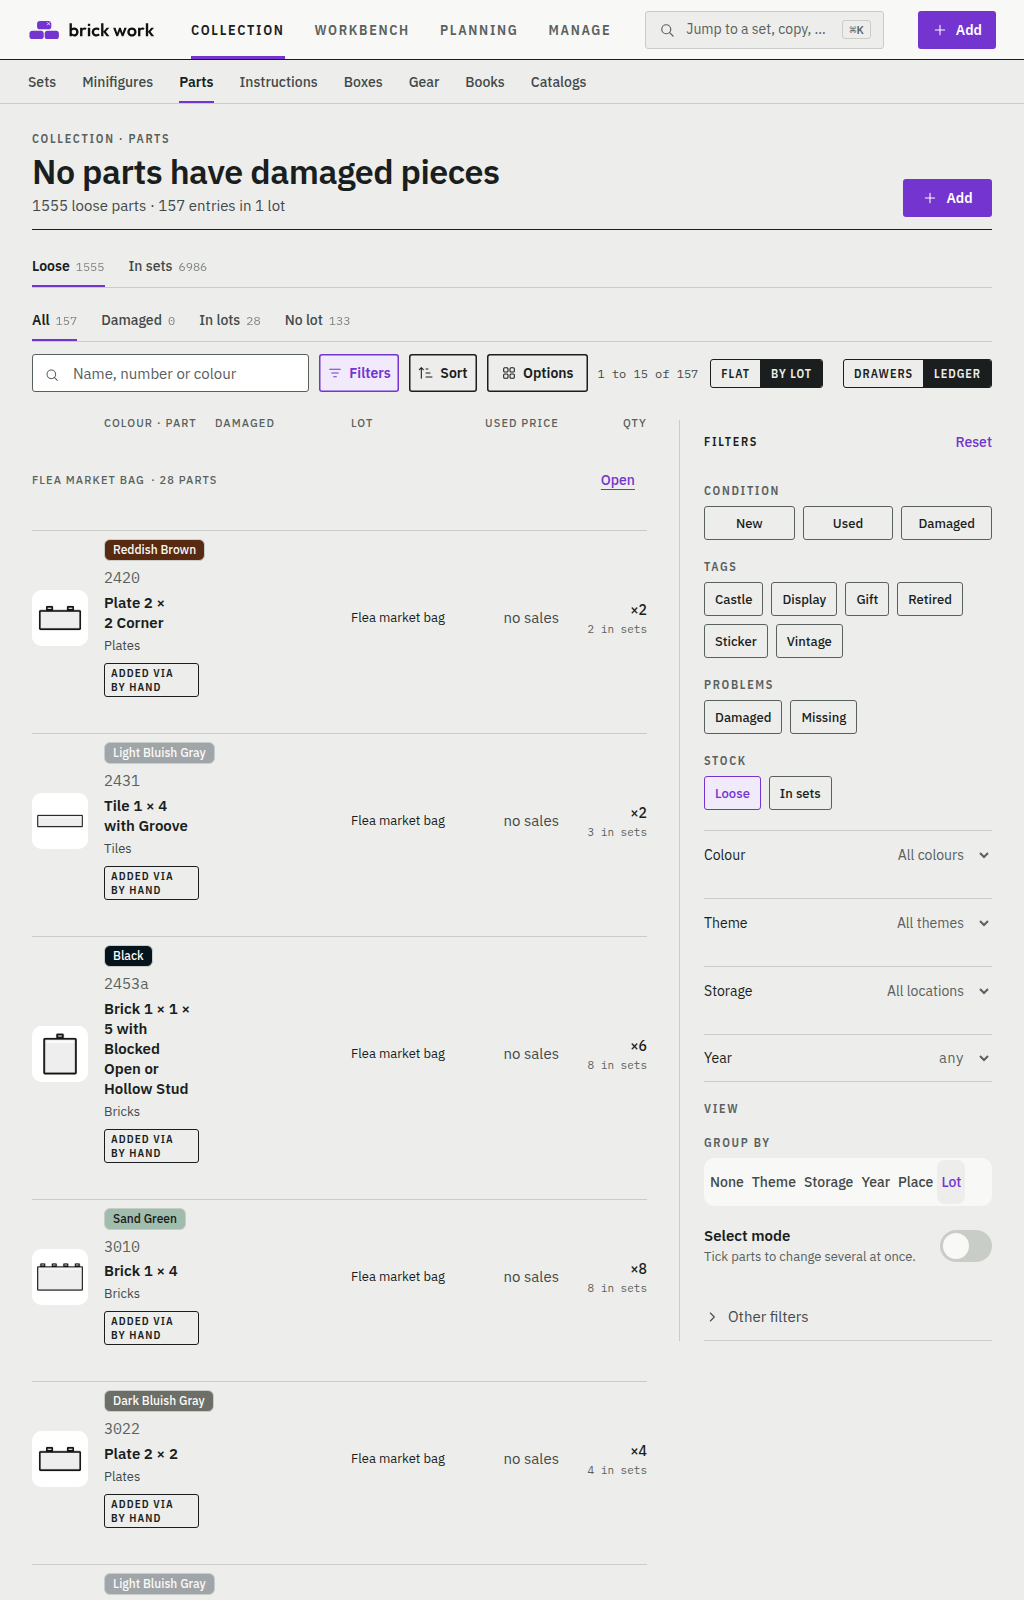 brick work
COLLECTION WORKBENCH PLANNING MANAGE
Jump to a set, copy, ... ⌘K
+ Add
Sets Minifigures Parts Instructions Boxes Gear Books Catalogs
COLLECTION · PARTS
No parts have damaged pieces
1555 loose parts · 157 entries in 1 lot
+ Add
Loose 1555 In sets 6986
All 157 Damaged 0 In lots 28 No lot 133
Name, number or colour Filters Sort Options 1 to 15 of 157 FLAT BY LOT DRAWERS LEDGER
COLOUR · PART DAMAGED LOT USED PRICE QTY
FLEA MARKET BAG · 28 PARTS Open
Reddish Brown
2420
Plate 2 ×
2 Corner
Plates
ADDED VIA
BY HAND
Flea market bag no sales ×2
2 in sets
Light Bluish Gray
2431
Tile 1 × 4
with Groove
Tiles
ADDED VIA
BY HAND
Flea market bag no sales ×2
3 in sets
Black
2453a
Brick 1 × 1 ×
5 with
Blocked
Open or
Hollow Stud
Bricks
ADDED VIA
BY HAND
Flea market bag no sales ×6
8 in sets
Sand Green
3010
Brick 1 × 4
Bricks
ADDED VIA
BY HAND
Flea market bag no sales ×8
8 in sets
Dark Bluish Gray
3022
Plate 2 × 2
Plates
ADDED VIA
BY HAND
Flea market bag no sales ×4
4 in sets
Light Bluish Gray
FILTERS Reset
CONDITION
New Used Damaged
TAGS
Castle Display Gift Retired
Sticker Vintage
PROBLEMS
Damaged Missing
STOCK
Loose In sets
Colour All colours
Theme All themes
Storage All locations
Year any
VIEW
GROUP BY
None Theme Storage Year Place Lot
Select mode
Tick parts to change several at once.
Other filters